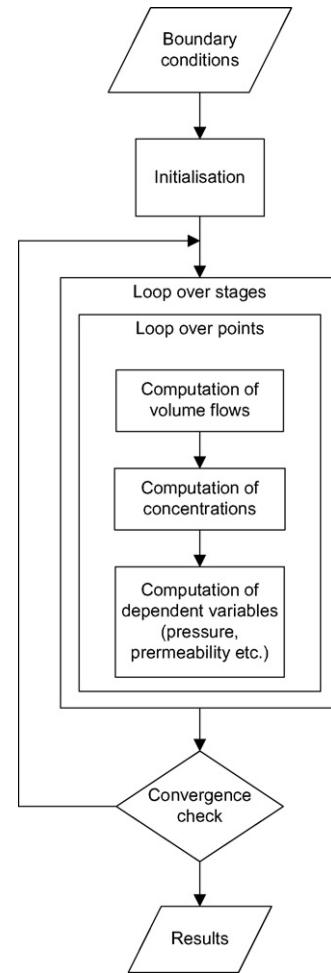 Boundary
conditions
Initialisation
Loop over stages
Loop over points
Computation of
volume flows
Computation of
concentrations
Computation of
dependent variables
(pressure,
prermeability etc.)
Convergence
check
Results